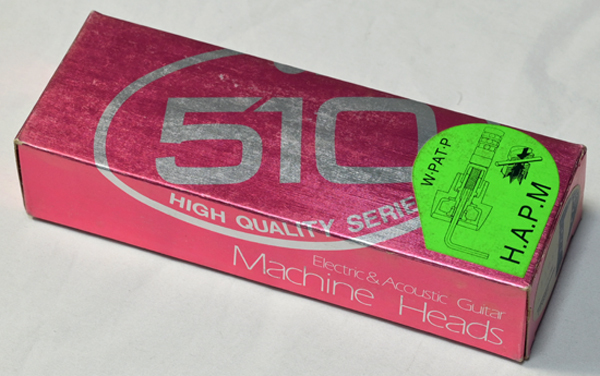 510
HIGH QUALITY SERIE
W-PAT-P
H.A.P.M
Electric & Acoustic Guitar
Machine Heads